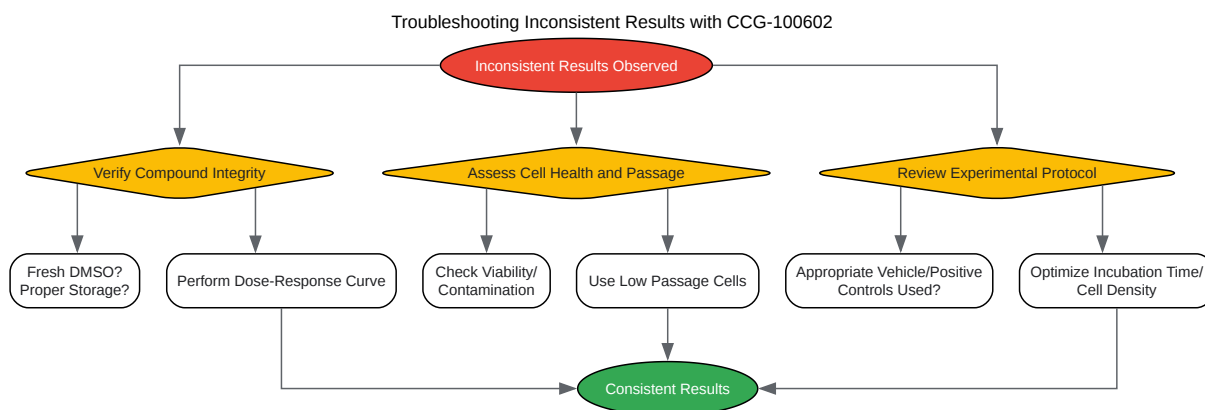 Troubleshooting Inconsistent Results with CCG-100602
Inconsistent Results Observed
Verify Compound Integrity
Assess Cell Health and Passage
Review Experimental Protocol
Fresh DMSO?
Proper Storage?
Perform Dose-Response Curve
Check Viability/
Contamination
Use Low Passage Cells
Appropriate Vehicle/Positive
Controls Used?
Optimize Incubation Time/
Cell Density
Consistent Results